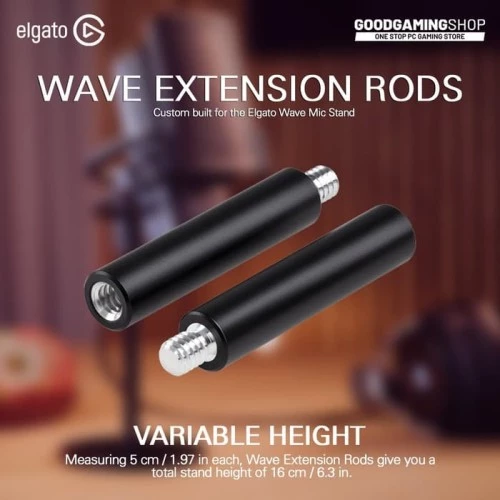 elgato
GOODGAMINGSHOP
ONE STOP PC GAMING STORE
WAVE EXTENSION RODS
Custom built for the Elgato Wave Mic Stand
VARIABLE HEIGHT
Measuring 5 cm / 1.97 in each, Wave Extension Rods give you a
total stand height of 16 cm / 6.3 in.